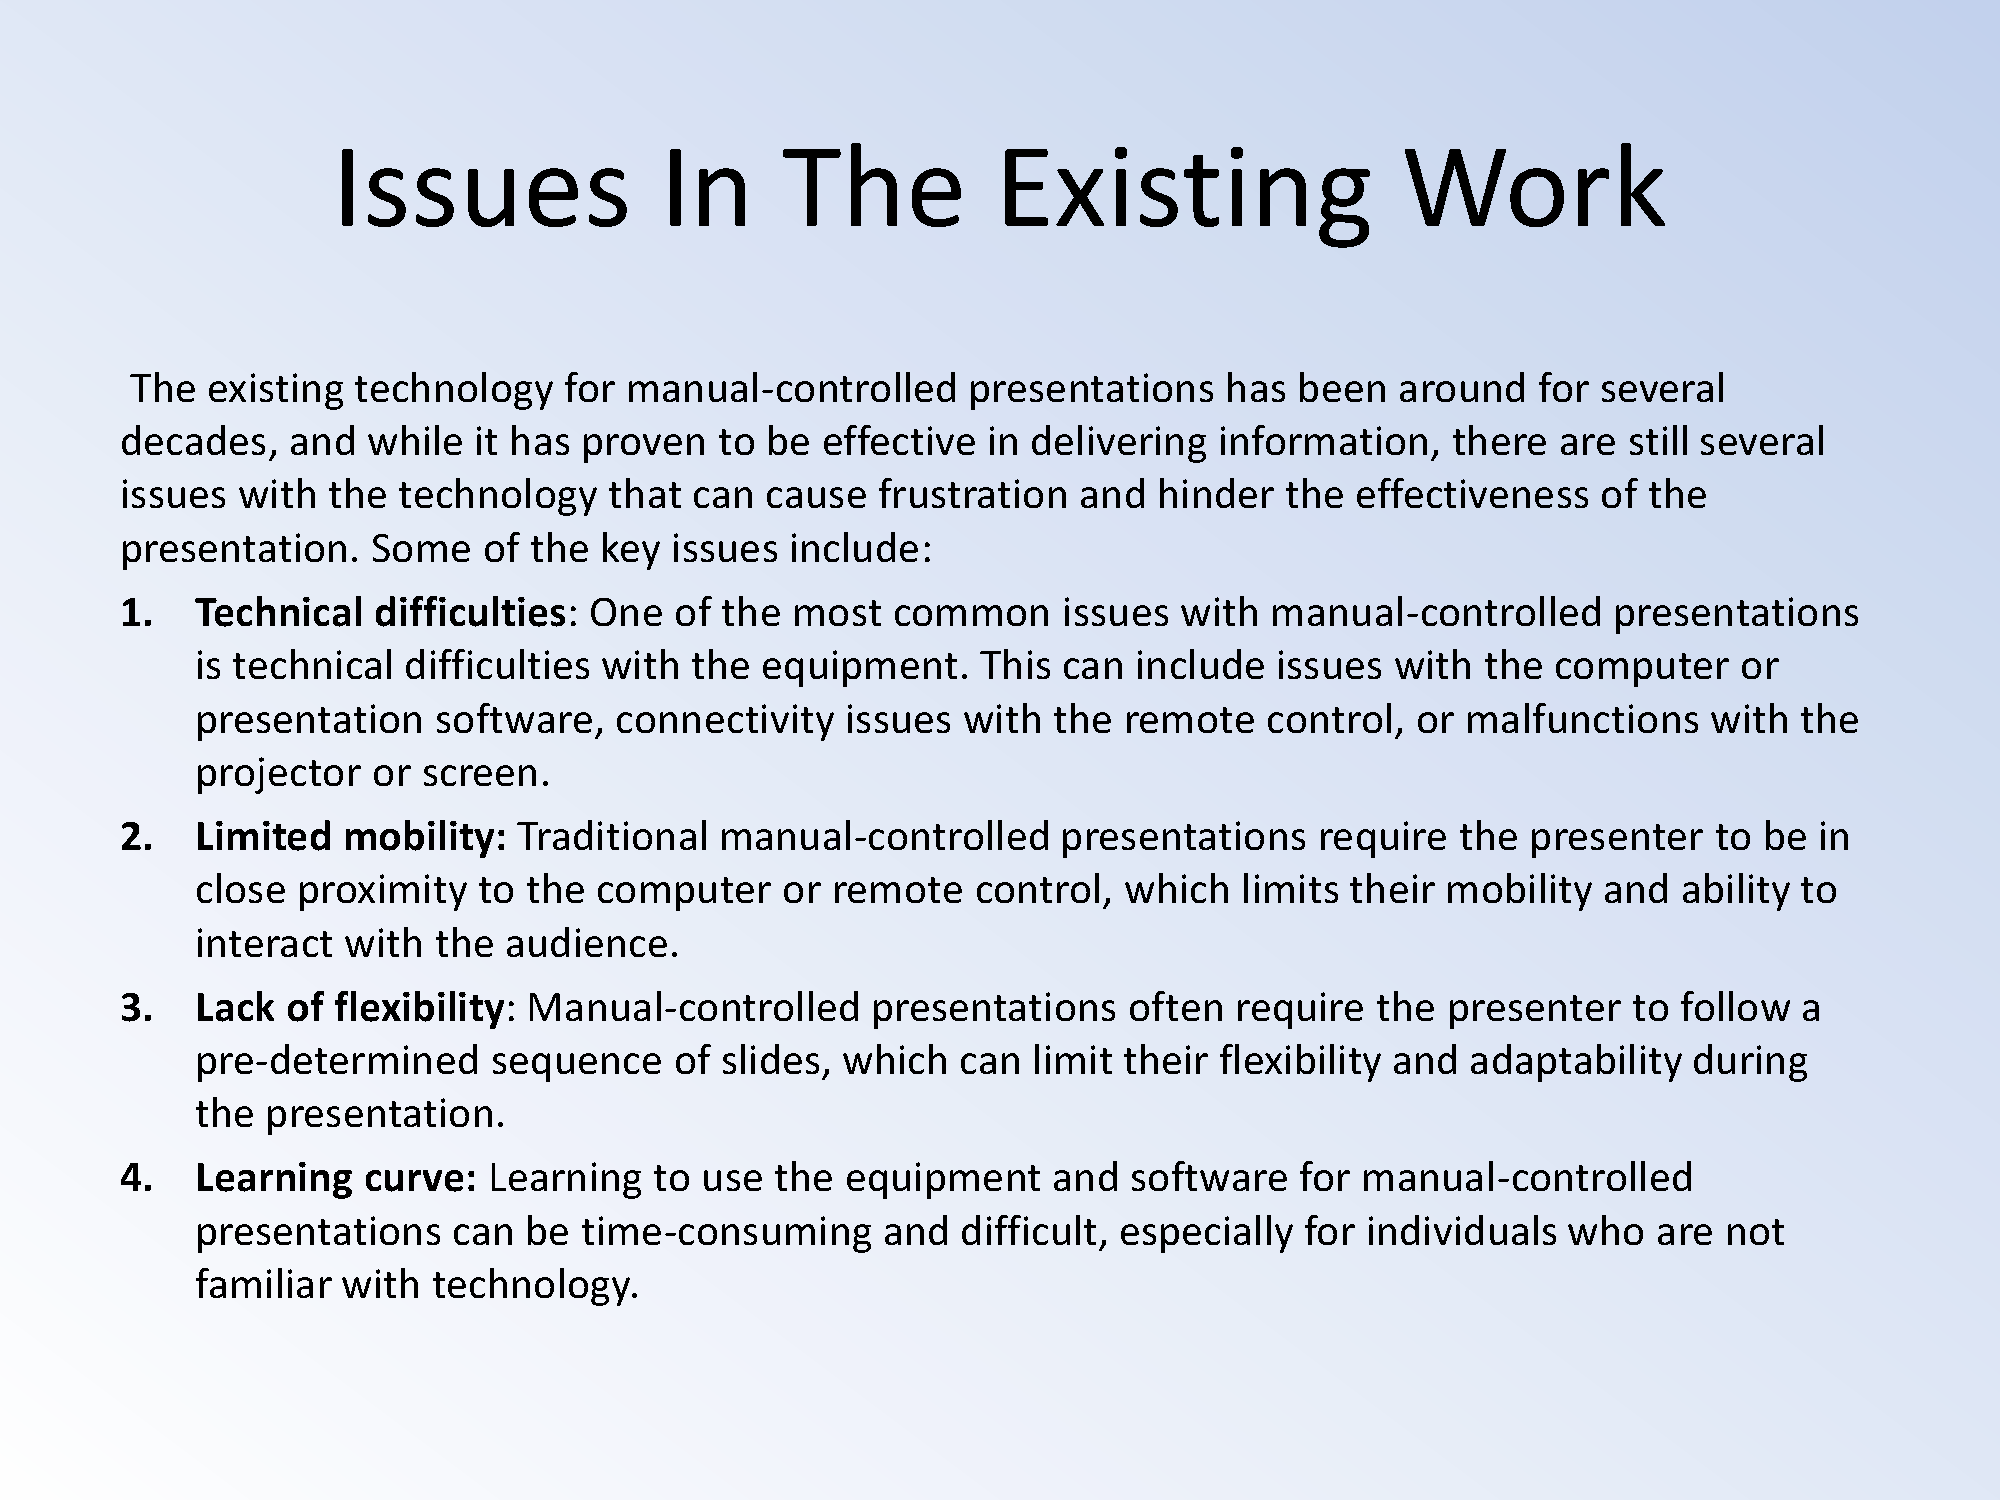 Issues In The Existing Work
The existing technology for manual-controlled presentations has been around for several
decades, and while it has proven to be effective in delivering information, there are still several
issues with the technology that can cause frustration and hinder the effectiveness of the
presentation. Some of the key issues include:
1. Technical difficulties: One of the most common issues with manual-controlled presentations
is technical difficulties with the equipment. This can include issues with the computer or
presentation software, connectivity issues with the remote control, or malfunctions with the
projector or screen.
2. Limited mobility: Traditional manual-controlled presentations require the presenter to be in
close proximity to the computer or remote control, which limits their mobility and ability to
interact with the audience.
3. Lack of flexibility: Manual-controlled presentations often require the presenter to follow a
pre-determined sequence of slides, which can limit their flexibility and adaptability during
the presentation.
4. Learning curve: Learning to use the equipment and software for manual-controlled
presentations can be time-consuming and difficult, especially for individuals who are not
familiar with technology.